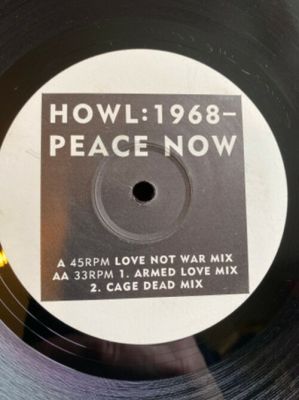 HOWL: 1968–
PEACE NOW
A 45RPM LOVE NOT WAR MIX
AA 33RPM 1. ARMED LOVE MIX
2. CAGE DEAD MIX